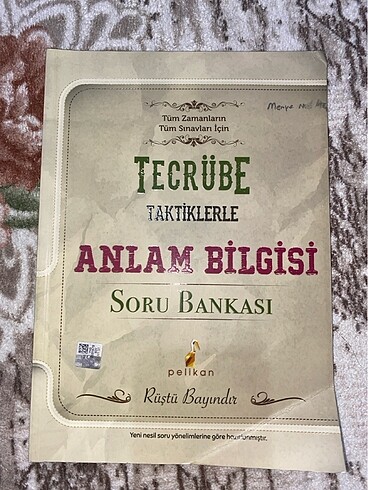 Tüm Zamanların
Tüm Sınavları İçin
TECRÜBE
TAKTİKLERLE
ANLAM BİLGİSİ
SORU BANKASI
pelikan
Rüştü Bayındır
Yeni nesil soru yönelimlerine göre hazırlanmıştır.